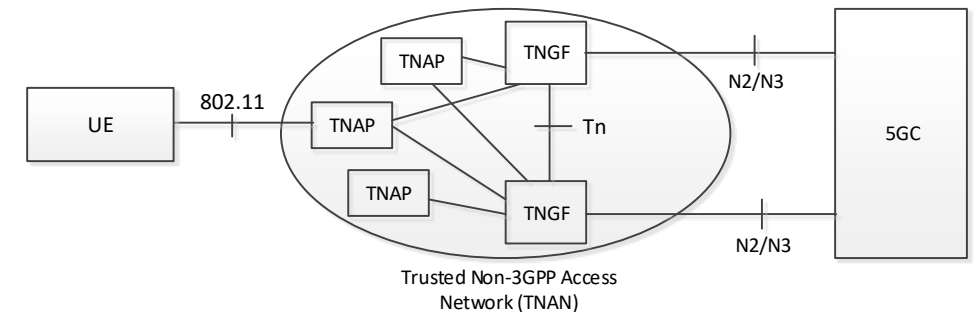 TNGF
TNAP
N2/N3
802.11
UE
TNAP
Tn
5GC
TNAP
TNGF
N2/N3
Trusted Non-3GPP Access
Network (TNAN)